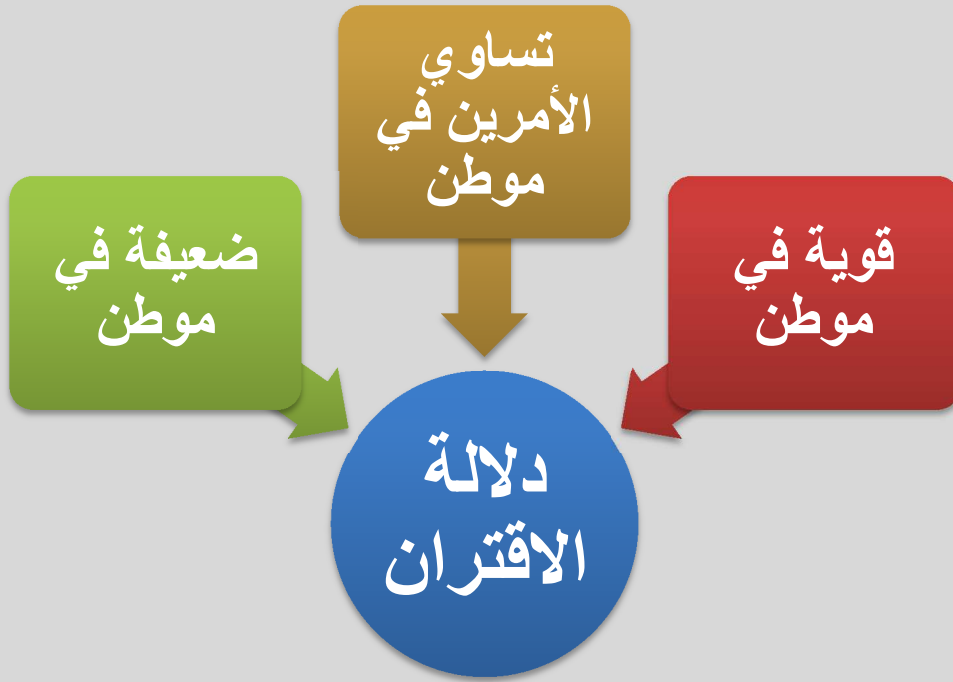 تساوي
الأمرين في
موطن
قوية في
موطن
ضعيفة في
موطن
دلالة
الاقتران